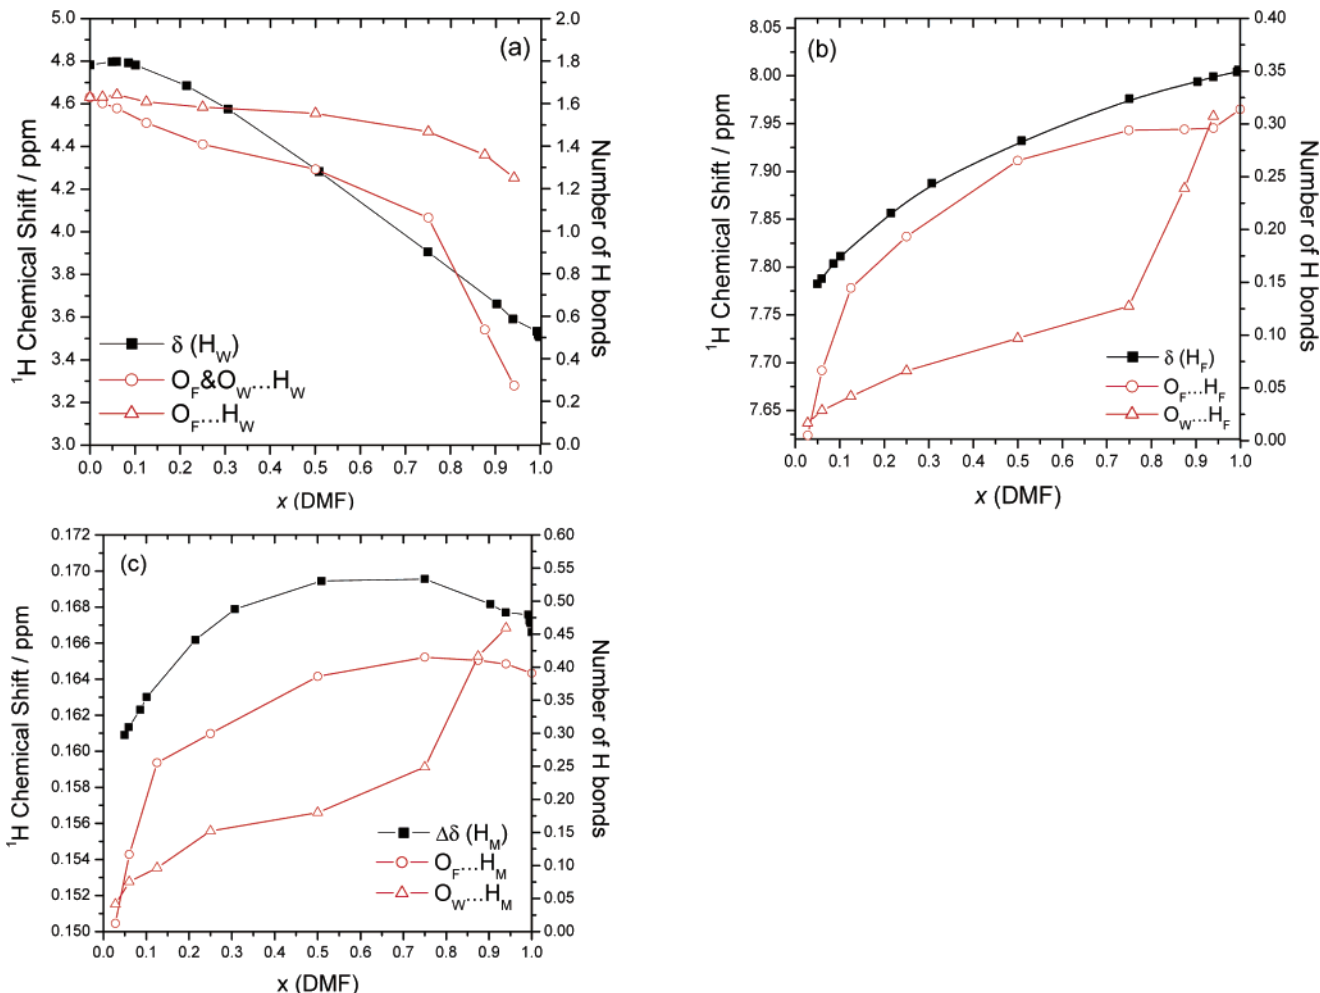 (a)
5.0
4.8
4.6
4.4
4.2
4.0
3.8
3.6
3.4
3.2
3.0
¹H Chemical Shift / ppm
2.0
1.8
1.6
1.4
1.2
1.0
0.8
0.6
0.4
0.2
0.0
Number of H bonds
δ (H_W)
O_F&O_W...H_W
O_F...H_W
0.0 0.1 0.2 0.3 0.4 0.5 0.6 0.7 0.8 0.9 1.0
x (DMF)
(b)
8.05
8.00
7.95
7.90
7.85
7.80
7.75
7.70
7.65
¹H Chemical Shift / ppm
0.40
0.35
0.30
0.25
0.20
0.15
0.10
0.05
0.00
Number of H bonds
δ (H_F)
O_F...H_F
O_W...H_F
0.0 0.1 0.2 0.3 0.4 0.5 0.6 0.7 0.8 0.9 1.0
x (DMF)
(c)
0.172
0.170
0.168
0.166
0.164
0.162
0.160
0.158
0.156
0.154
0.152
0.150
¹H Chemical Shift / ppm
0.60
0.55
0.50
0.45
0.40
0.35
0.30
0.25
0.20
0.15
0.10
0.05
0.00
Number of H bonds
Δδ (H_M)
O_F...H_M
O_W...H_M
0.0 0.1 0.2 0.3 0.4 0.5 0.6 0.7 0.8 0.9 1.0
x (DMF)